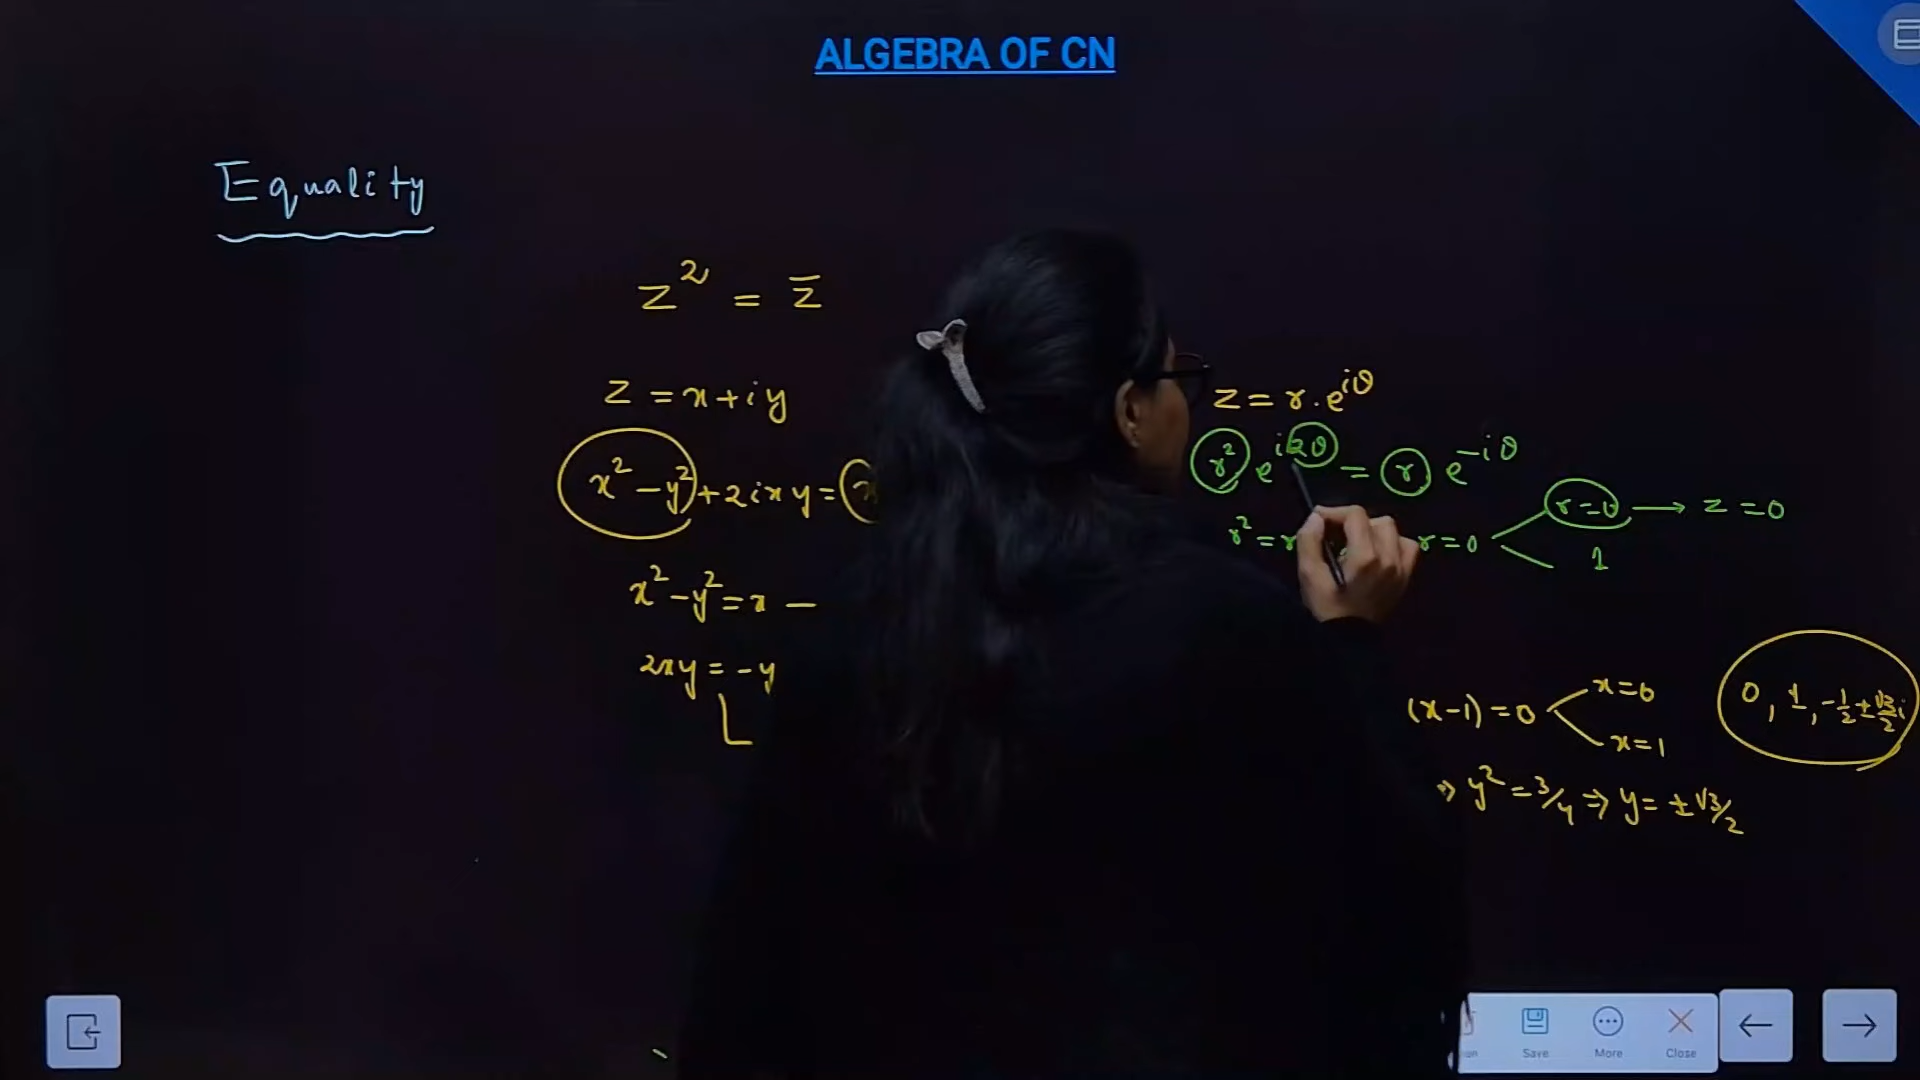 ALGEBRA OF CN
Equality
z² = z̄
z = x+iy
x² − y² + 2ixy =
x² − y² = x —
2xy = −y
z = r.e^{iθ}
r² e^{i2θ} = r e^{−iθ}
r² = r
r = 0
r=0 → z = 0
1
(x−1) = 0
x=0
x=1
0, 1, −1/2 ± √3/2 i
⇒ y² = 3/4 ⇒ y = ±√3/2
Save
More
Close